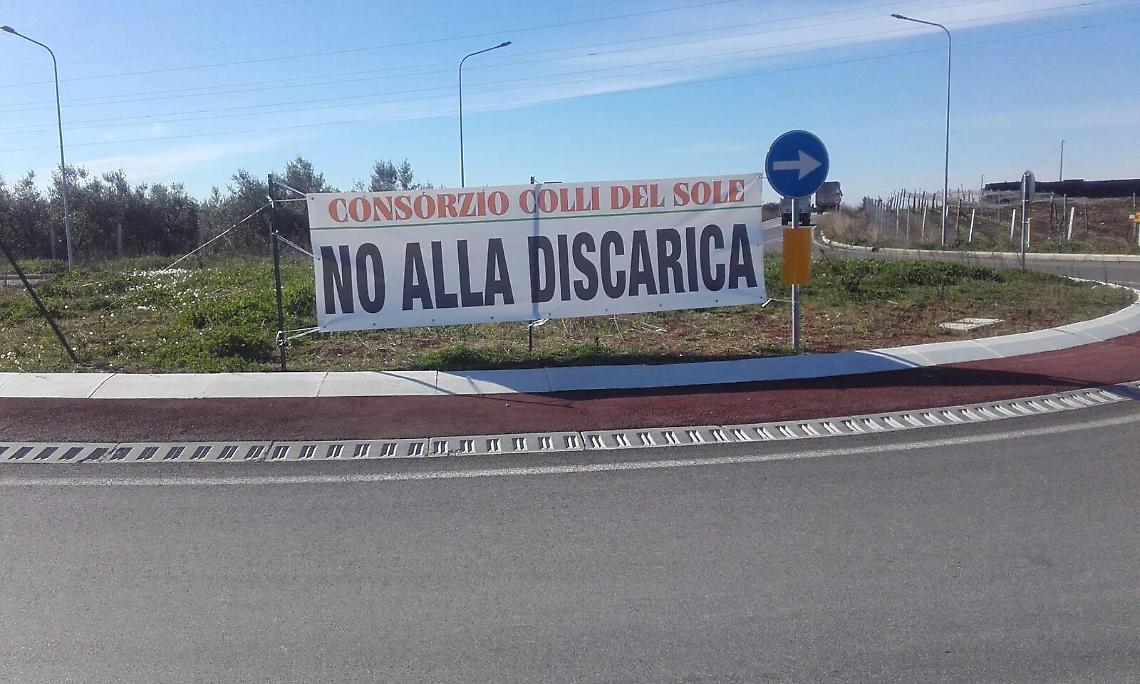 CONSORZIO COLLI DEL SOLE
NO ALLA DISCARICA